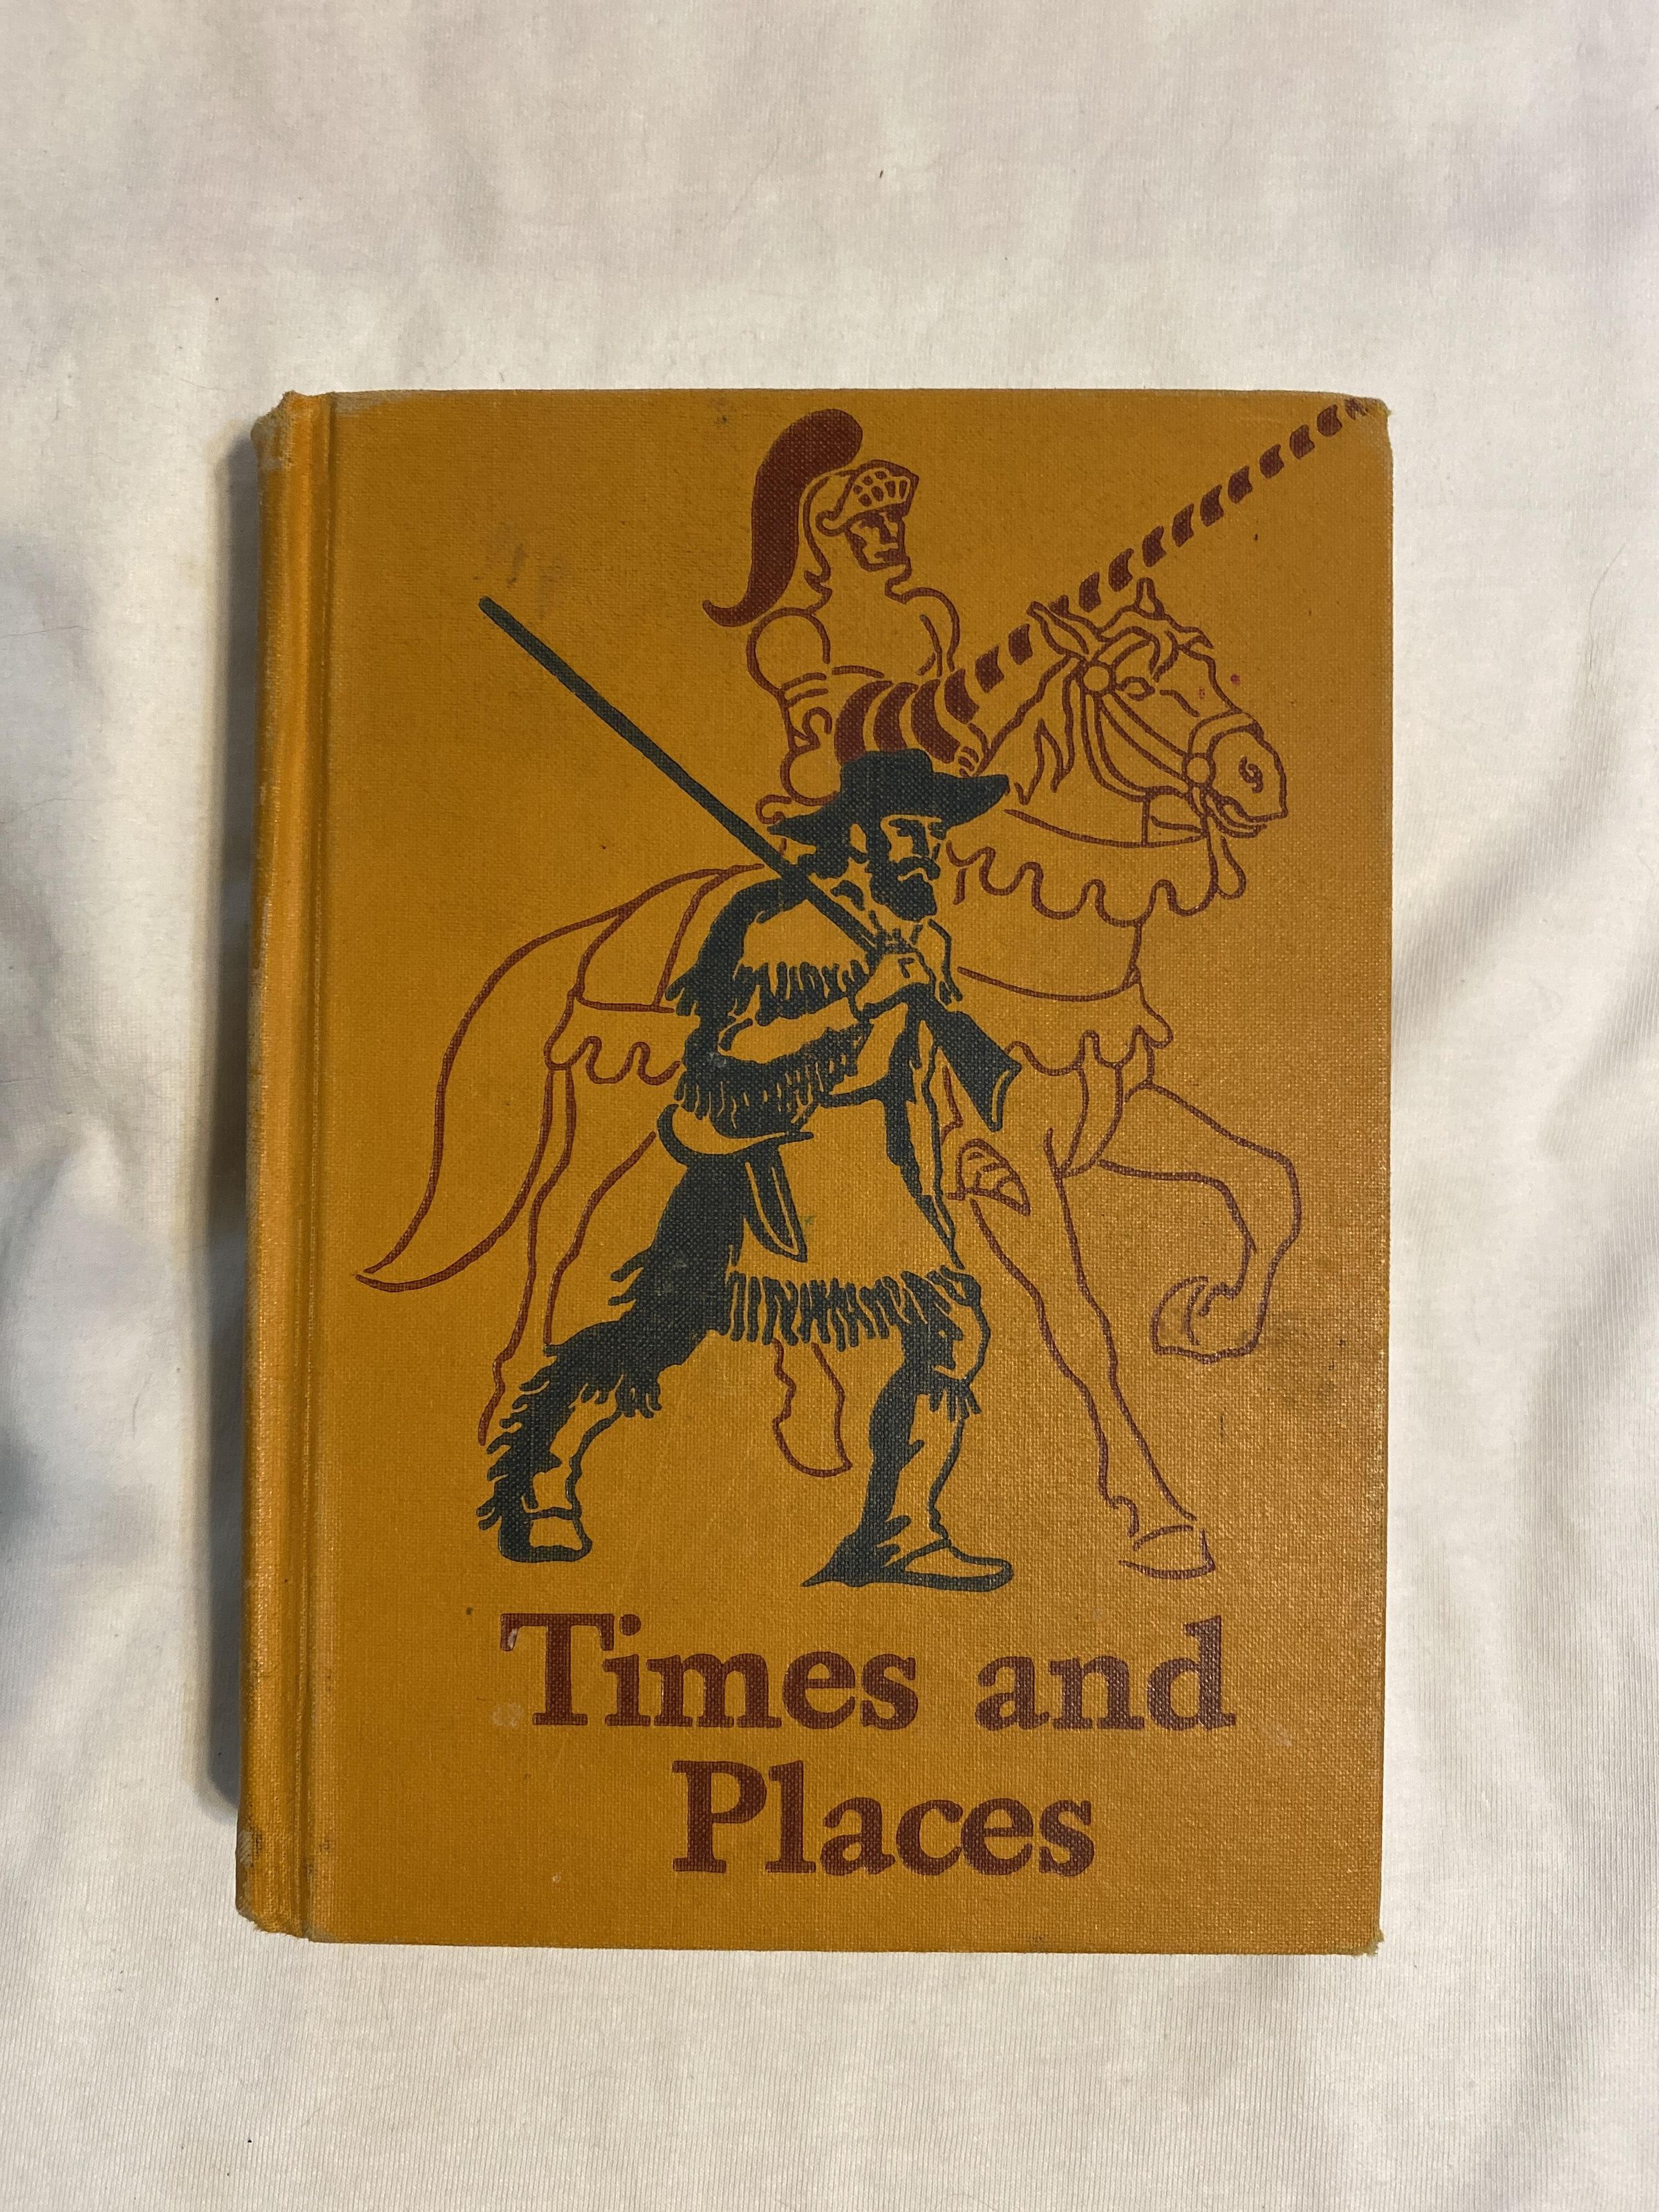 Times and
Places